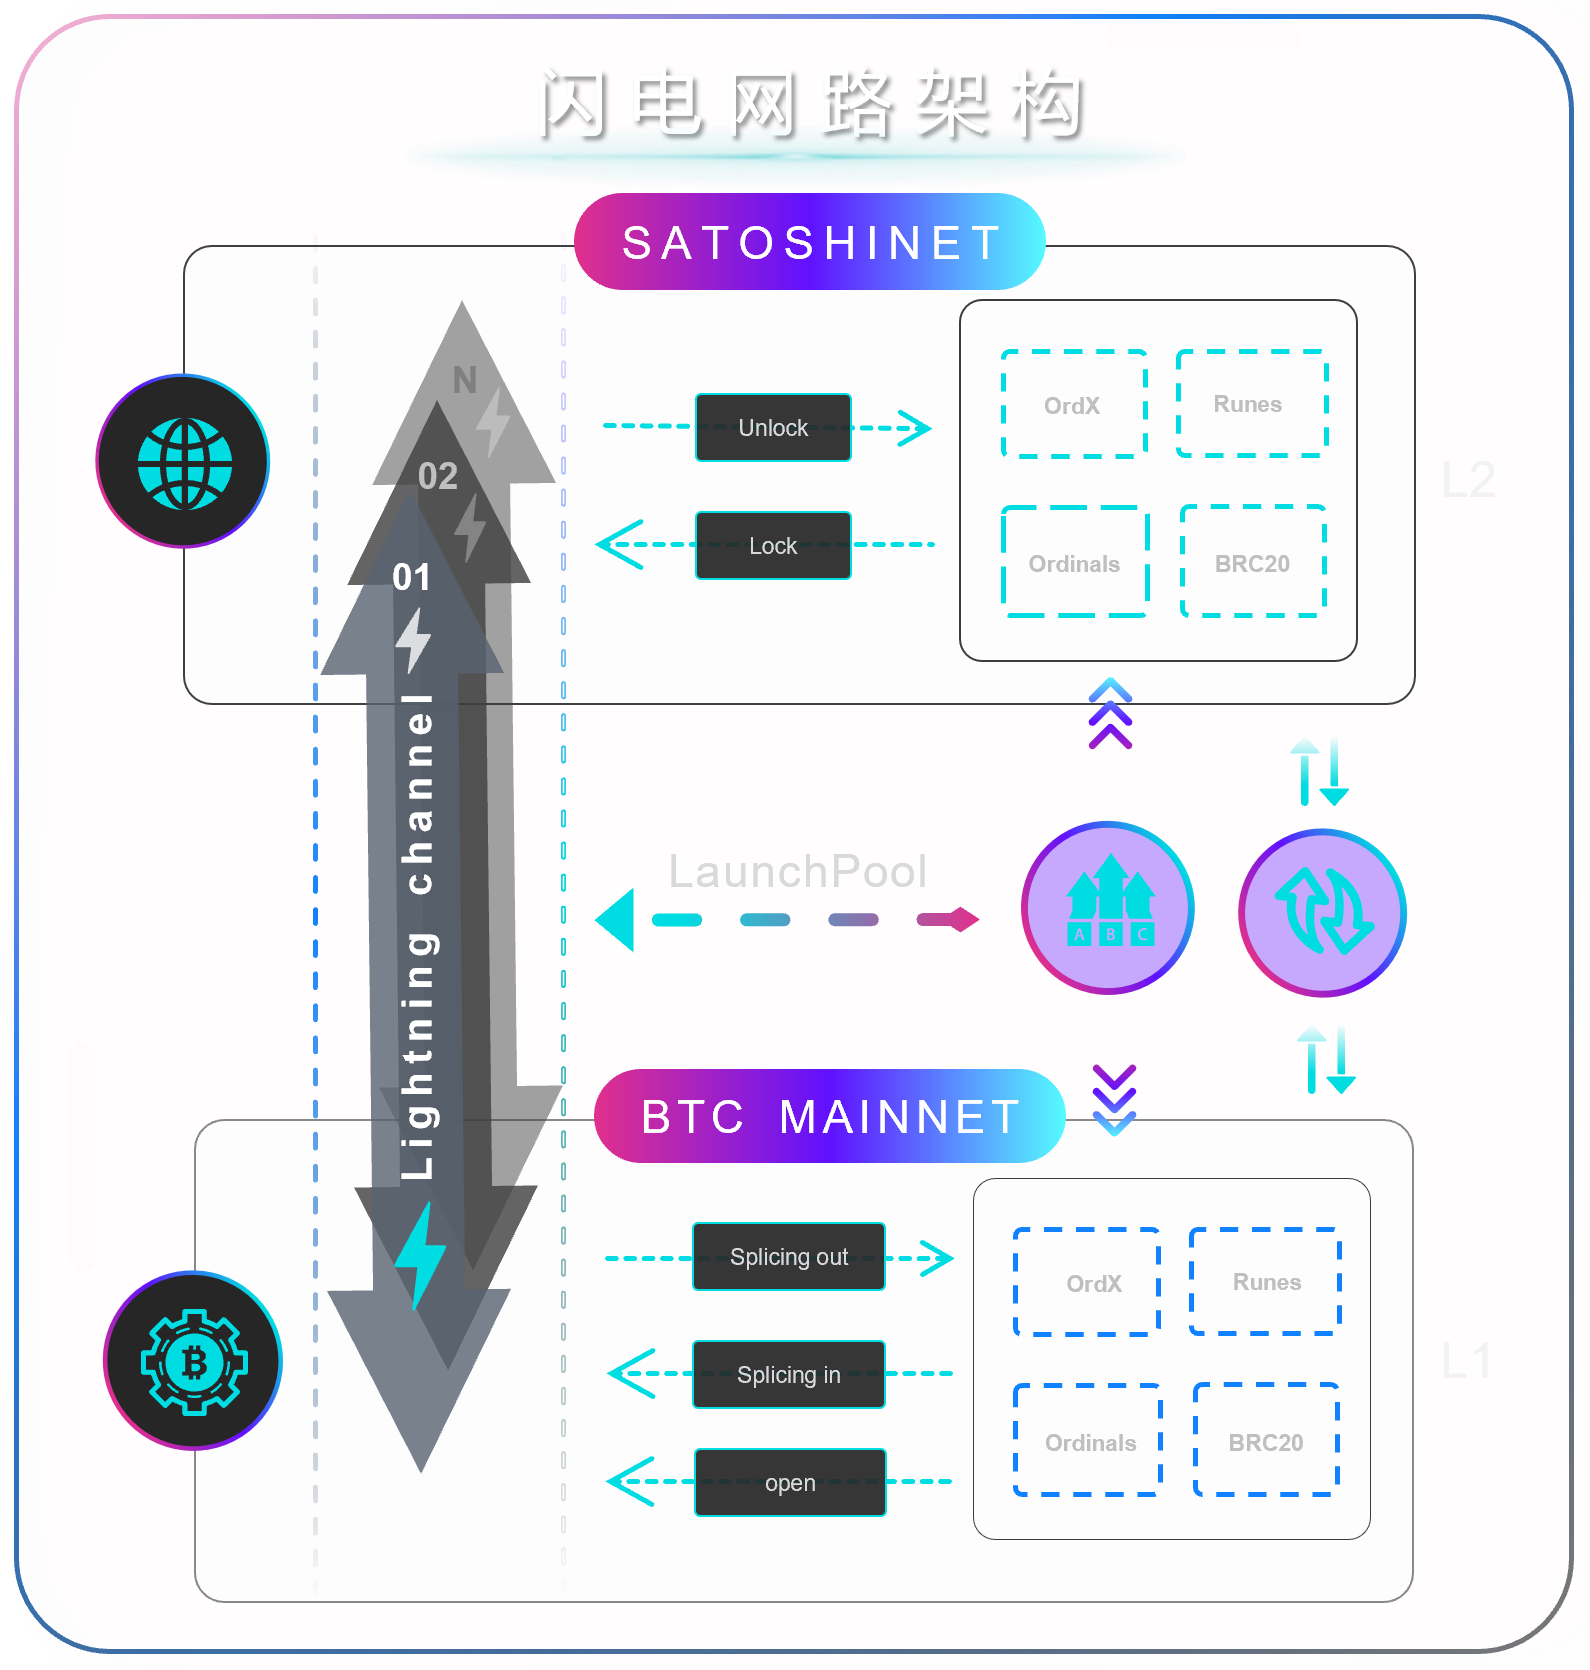 闪电网路架构
SATOSHINET
N
02
01
Lightning channel
Unlock
Lock
OrdX
Runes
Ordinals
BRC20
L2
LaunchPool
A B C
BTC MAINNET
Splicing out
Splicing in
open
OrdX
Runes
Ordinals
BRC20
L1